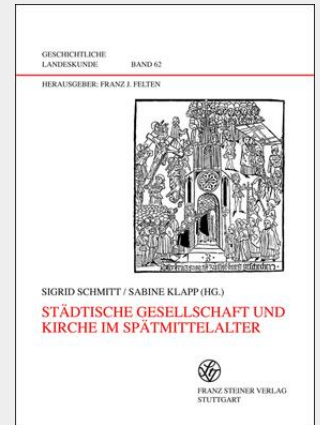 GESCHICHTLICHE
LANDESKUNDE BAND 62
HERAUSGEBER: FRANZ J. FELTEN
SIGRID SCHMITT / SABINE KLAPP (HG.)
STÄDTISCHE GESELLSCHAFT UND
KIRCHE IM SPÄTMITTELALTER
FRANZ STEINER VERLAG
STUTTGART